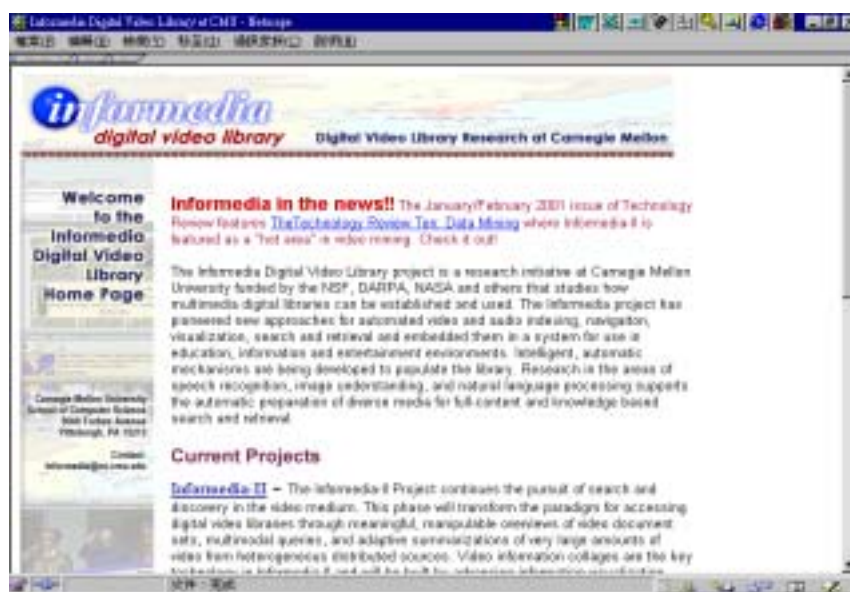 Informedia Digital Video Library at CMU - Netscape
informedia
digital video library
Digital Video Library Research at Carnegie Mellon
Welcome
to the
Informedia
Digital Video
Library
Home Page
Carnegie Mellon University
School of Computer Science
5000 Forbes Avenue
Pittsburgh, PA 15213
Contact:
informedia@cs.cmu.edu
Informedia in the news!! The January/February 2001 issue of Technology
Review features TheTechnology Review Ten: Data Mining where Informedia-II is
featured as a "hot area" in video mining. Check it out!
The Informedia Digital Video Library project is a research initiative at Carnegie Mellon
University funded by the NSF, DARPA, NASA and others that studies how
multimedia digital libraries can be established and used. The Informedia project has
pioneered new approaches for automated video and audio indexing, navigation,
visualization, search and retrieval and embedded them in a system for use in
education, information and entertainment environments. Intelligent, automatic
mechanisms are being developed to populate the library. Research in the areas of
speech recognition, image understanding, and natural language processing supports
the automatic preparation of diverse media for full-content and knowledge based
search and retrieval.
Current Projects
Informedia-II – The Informedia-II Project continues the pursuit of search and
discovery in the video medium. This phase will transform the paradigm for accessing
digital video libraries through meaningful, manipulable overviews of video document
sets, multimodal queries, and adaptive summarizations of very large amounts of
video from heterogeneous distributed sources. Video information collages are the key